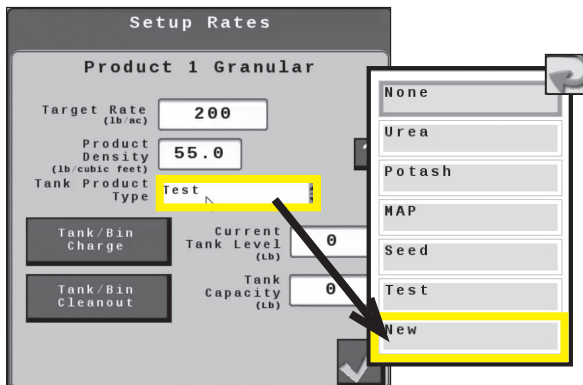 Setup Rates
Product 1 Granular
Target Rate
(lb/ac)
200
Product
Density
(lb/cubic feet)
55.0
Tank Product
Type
Test
Tank/Bin
Charge
Current
Tank Level
(Lb)
0
Tank/Bin
Cleanout
Tank
Capacity
(Lb)
0
None
Urea
Potash
MAP
Seed
Test
New